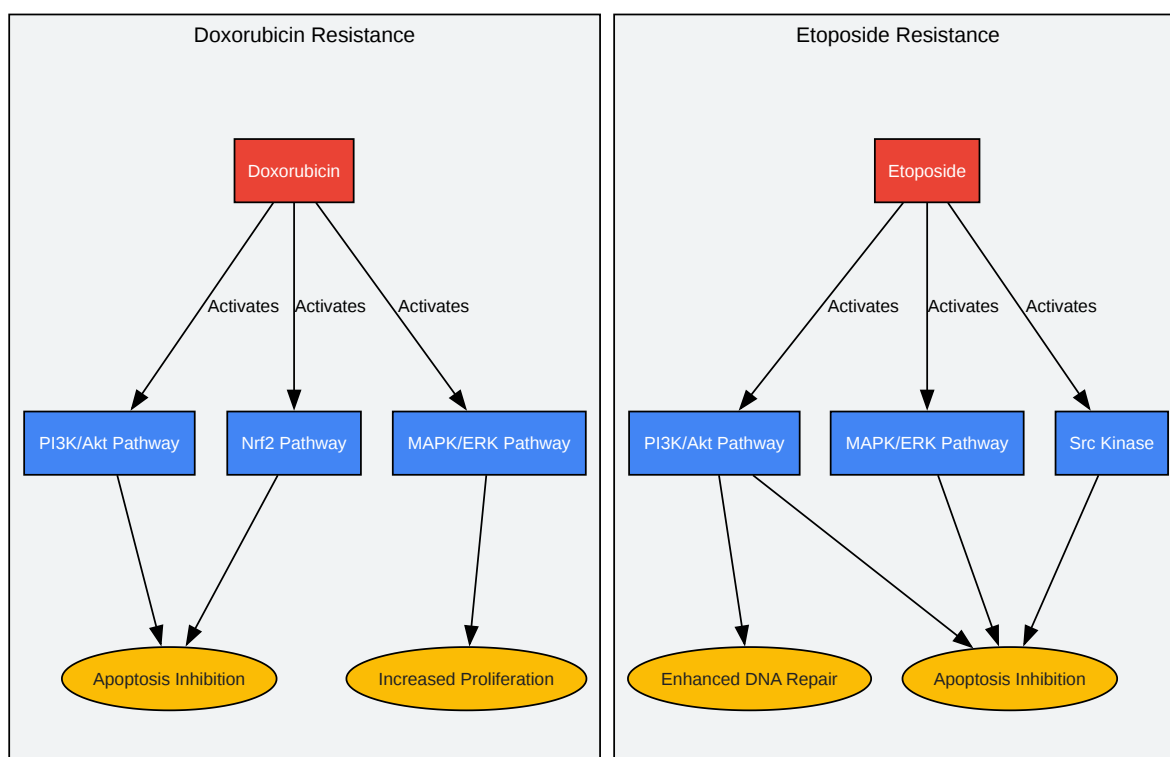 Doxorubicin Resistance
Doxorubicin
Activates
Activates
Activates
PI3K/Akt Pathway
Nrf2 Pathway
MAPK/ERK Pathway
Apoptosis Inhibition
Increased Proliferation
Etoposide Resistance
Etoposide
Activates
Activates
Activates
PI3K/Akt Pathway
MAPK/ERK Pathway
Src Kinase
Enhanced DNA Repair
Apoptosis Inhibition